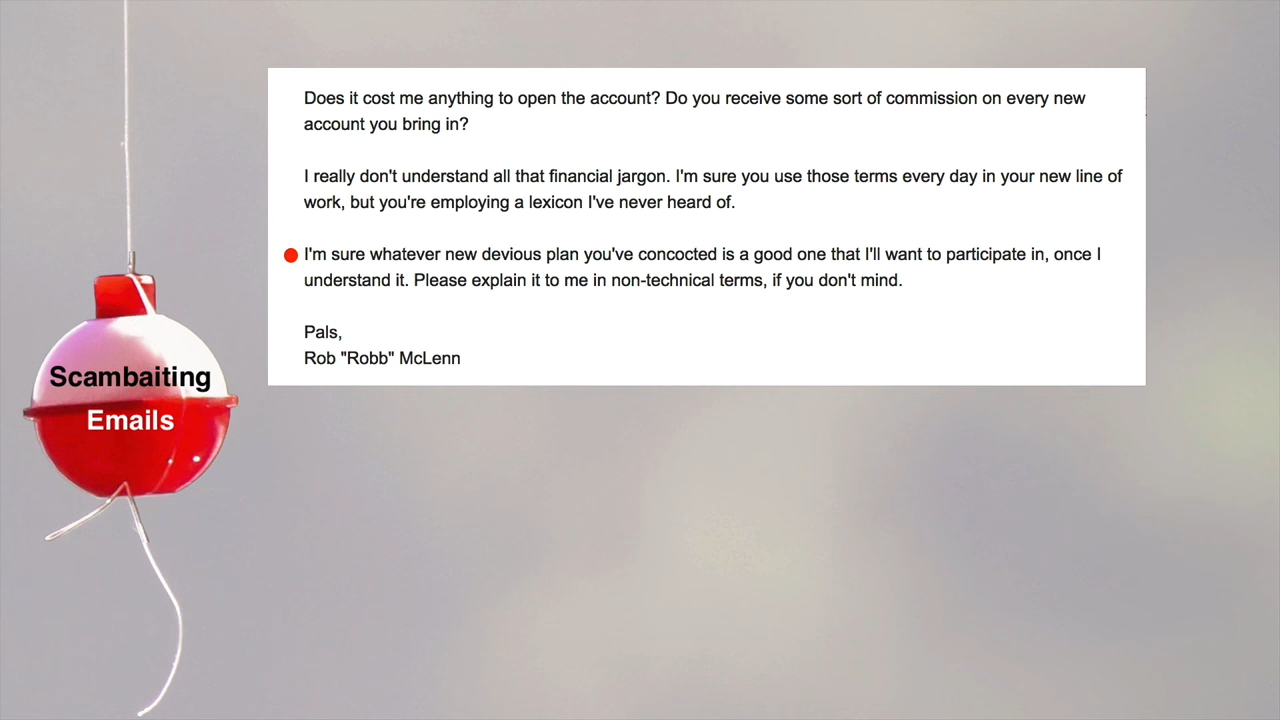 Does it cost me anything to open the account? Do you receive some sort of commission on every new
account you bring in?
I really don't understand all that financial jargon. I'm sure you use those terms every day in your new line of
work, but you're employing a lexicon I've never heard of.
I'm sure whatever new devious plan you've concocted is a good one that I'll want to participate in, once I
understand it. Please explain it to me in non-technical terms, if you don't mind.
Pals,
Rob "Robb" McLenn
Scambaiting
Emails